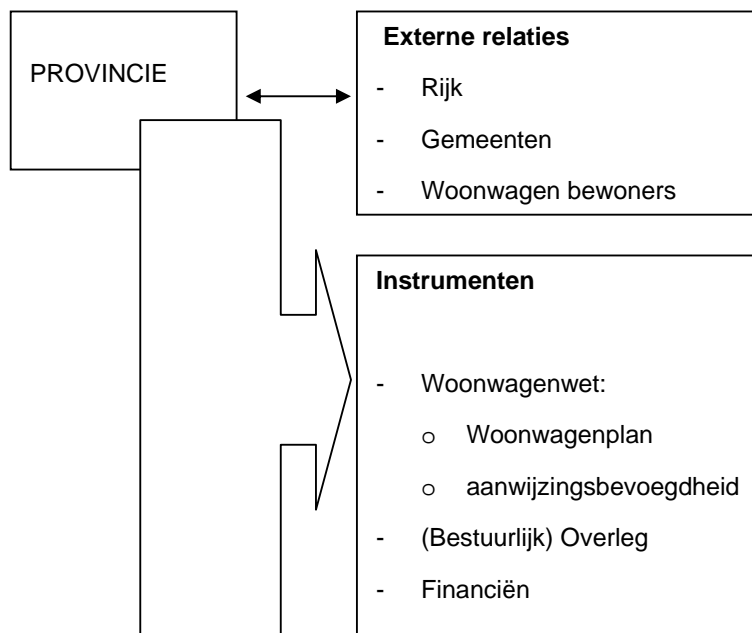 PROVINCIE
Externe relaties
- Rijk
- Gemeenten
- Woonwagen bewoners
Instrumenten
- Woonwagenwet:
o Woonwagenplan
o aanwijzingsbevoegdheid
- (Bestuurlijk) Overleg
- Financiën